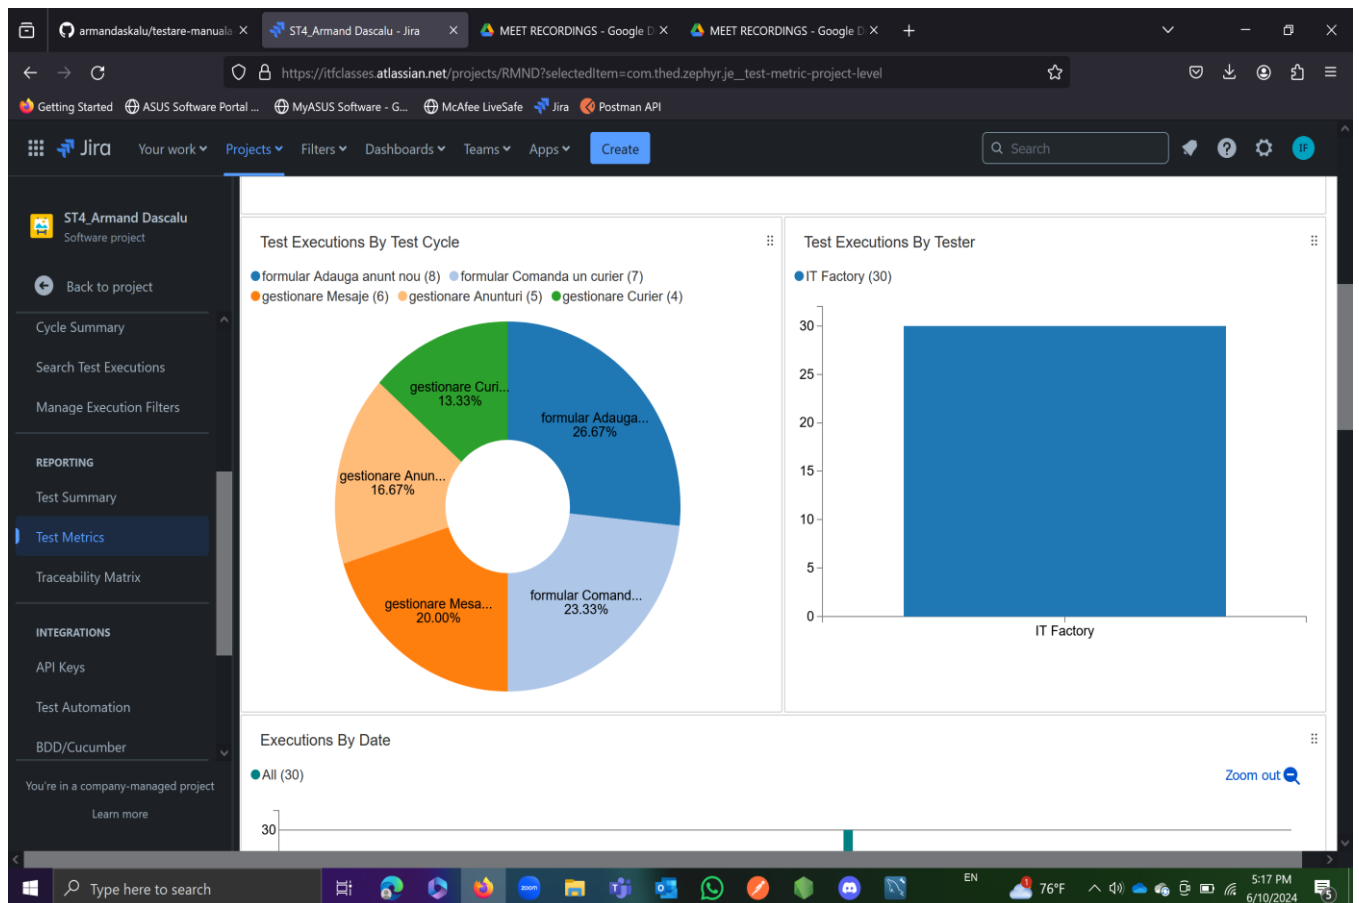 armandaskalu/testare-manuala
ST4_Armand Dascalu - Jira
MEET RECORDINGS - Google D
MEET RECORDINGS - Google D
https://itfclasses.atlassian.net/projects/RMND?selectedItem=com.thed.zephyr.je__test-metric-project-level
Getting Started ASUS Software Portal ... MyASUS Software - G... McAfee LiveSafe Jira Postman API
Jira Your work Projects Filters Dashboards Teams Apps Create Search IF
ST4_Armand Dascalu
Software project
Back to project
Cycle Summary
Search Test Executions
Manage Execution Filters
REPORTING
Test Summary
Test Metrics
Traceability Matrix
INTEGRATIONS
API Keys
Test Automation
BDD/Cucumber
You're in a company-managed project
Learn more
Test Executions By Test Cycle
formular Adauga anunt nou (8) formular Comanda un curier (7)
gestionare Mesaje (6) gestionare Anunturi (5) gestionare Curier (4)
gestionare Curi...
13.33%
formular Adauga...
26.67%
gestionare Anun...
16.67%
gestionare Mesa...
20.00%
formular Comand...
23.33%
Test Executions By Tester
IT Factory (30)
30
25
20
15
10
5
0
IT Factory
Executions By Date
All (30)
Zoom out
30
Type here to search
zoom
EN
1
76°F
5:17 PM
6/10/2024
5